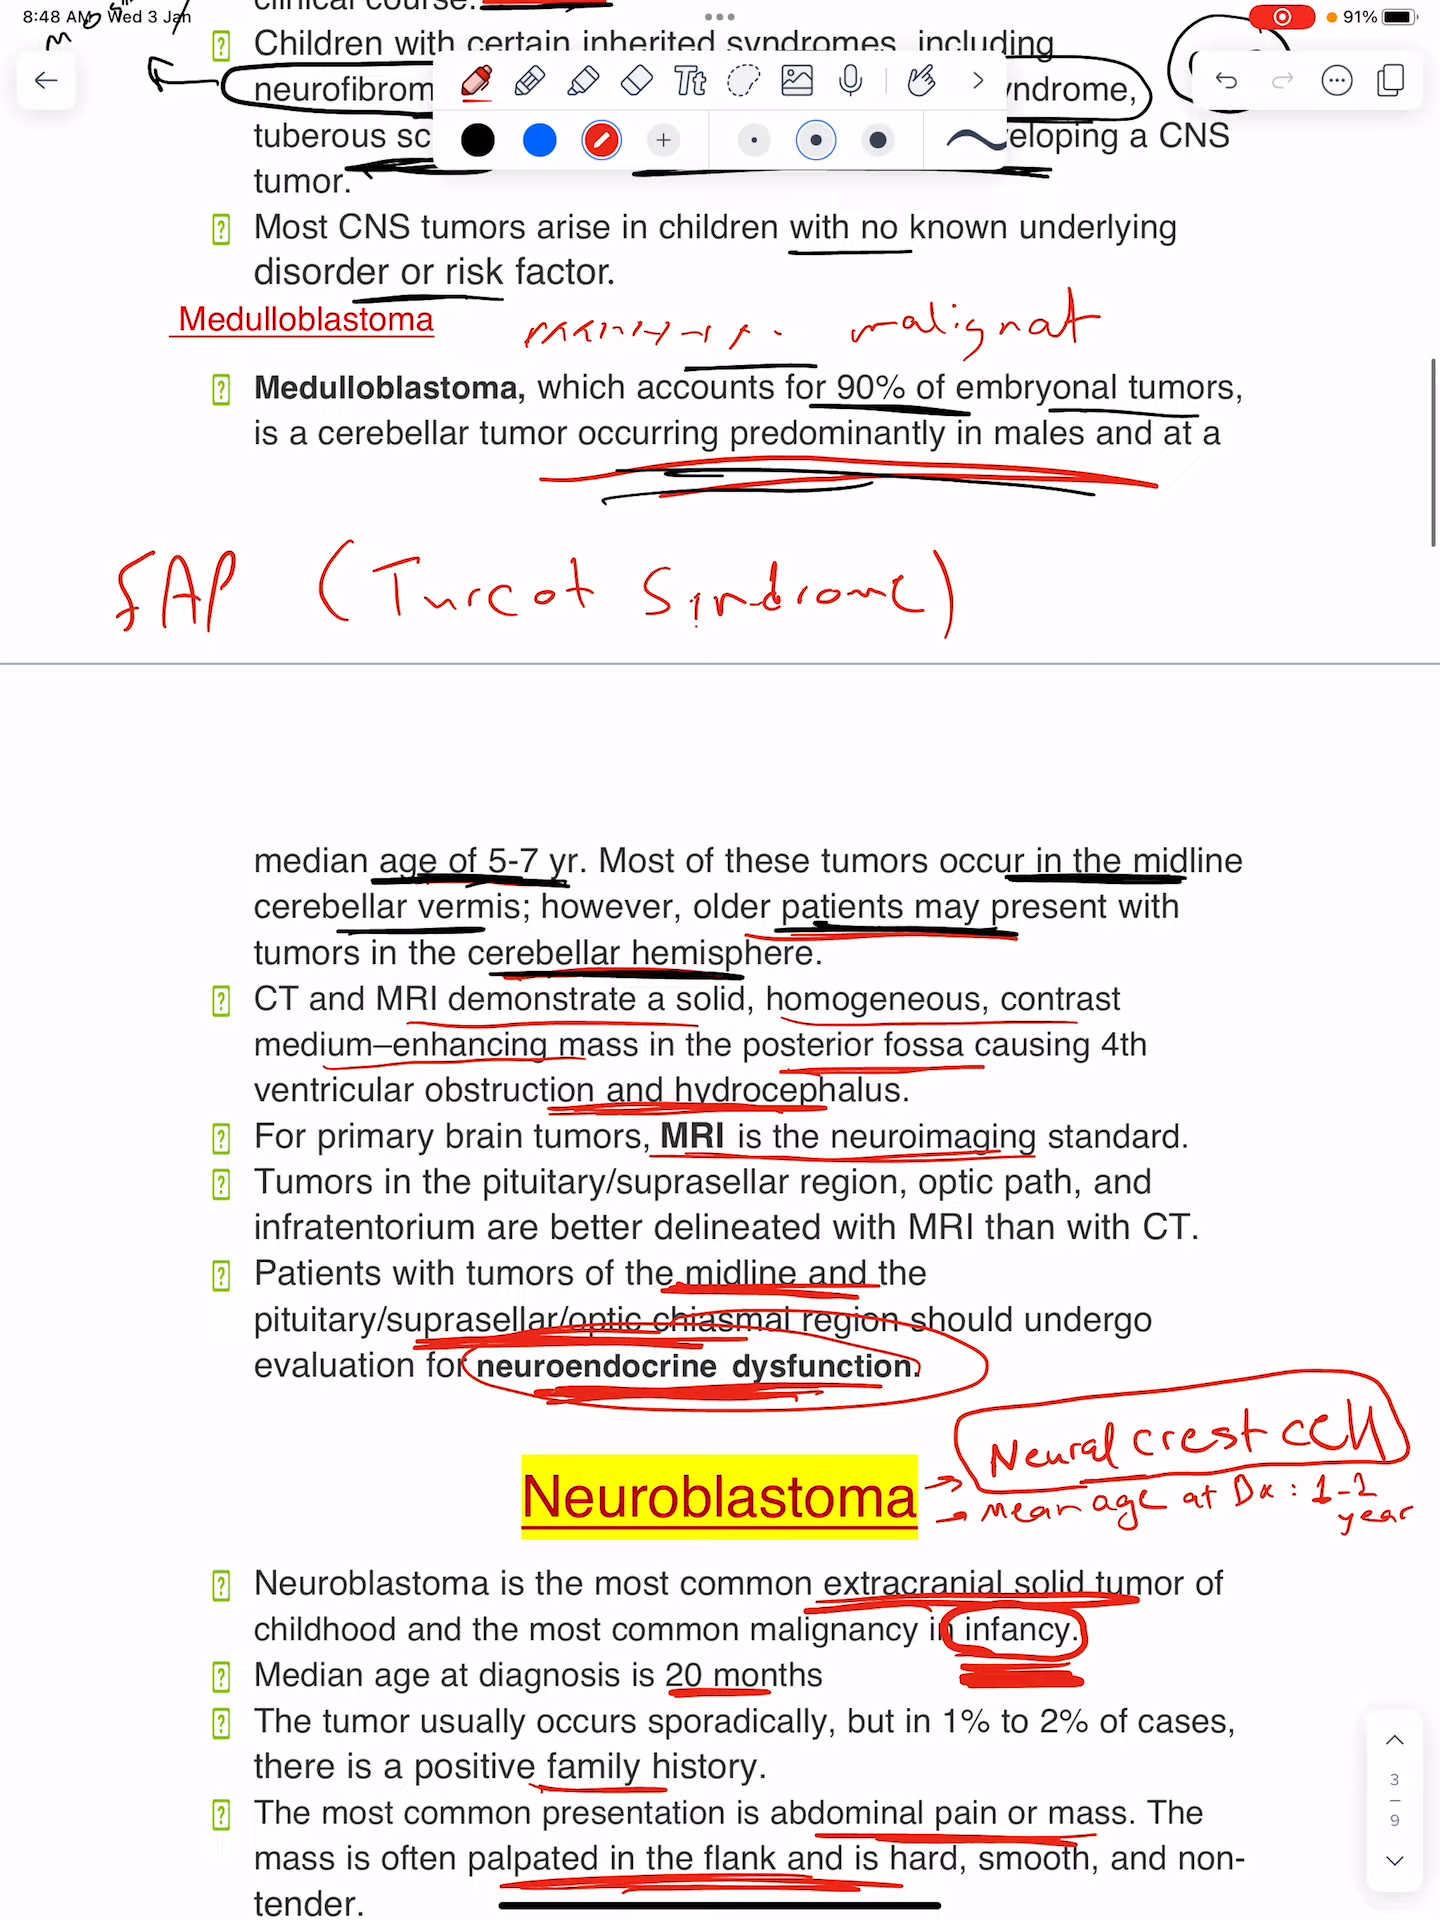 8:48 AM Wed 3 Jan
91%
clinical course.
Children with certain inherited syndromes, including
neurofibrom ndrome,
tuberous sc eloping a CNS
tumor.
Most CNS tumors arise in children with no known underlying
disorder or risk factor.
Medulloblastoma
malignat
Medulloblastoma, which accounts for 90% of embryonal tumors,
is a cerebellar tumor occurring predominantly in males and at a
FAP (Turcot Sindrome)
median age of 5-7 yr. Most of these tumors occur in the midline
cerebellar vermis; however, older patients may present with
tumors in the cerebellar hemisphere.
CT and MRI demonstrate a solid, homogeneous, contrast
medium–enhancing mass in the posterior fossa causing 4th
ventricular obstruction and hydrocephalus.
For primary brain tumors, MRI is the neuroimaging standard.
Tumors in the pituitary/suprasellar region, optic path, and
infratentorium are better delineated with MRI than with CT.
Patients with tumors of the midline and the
pituitary/suprasellar/optic chiasmal region should undergo
evaluation for neuroendocrine dysfunction.
Neural crest cell
Neuroblastoma
mean age at Dx : 1-2
year
Neuroblastoma is the most common extracranial solid tumor of
childhood and the most common malignancy in infancy.
Median age at diagnosis is 20 months
The tumor usually occurs sporadically, but in 1% to 2% of cases,
there is a positive family history.
3
9
The most common presentation is abdominal pain or mass. The
mass is often palpated in the flank and is hard, smooth, and non-
tender.